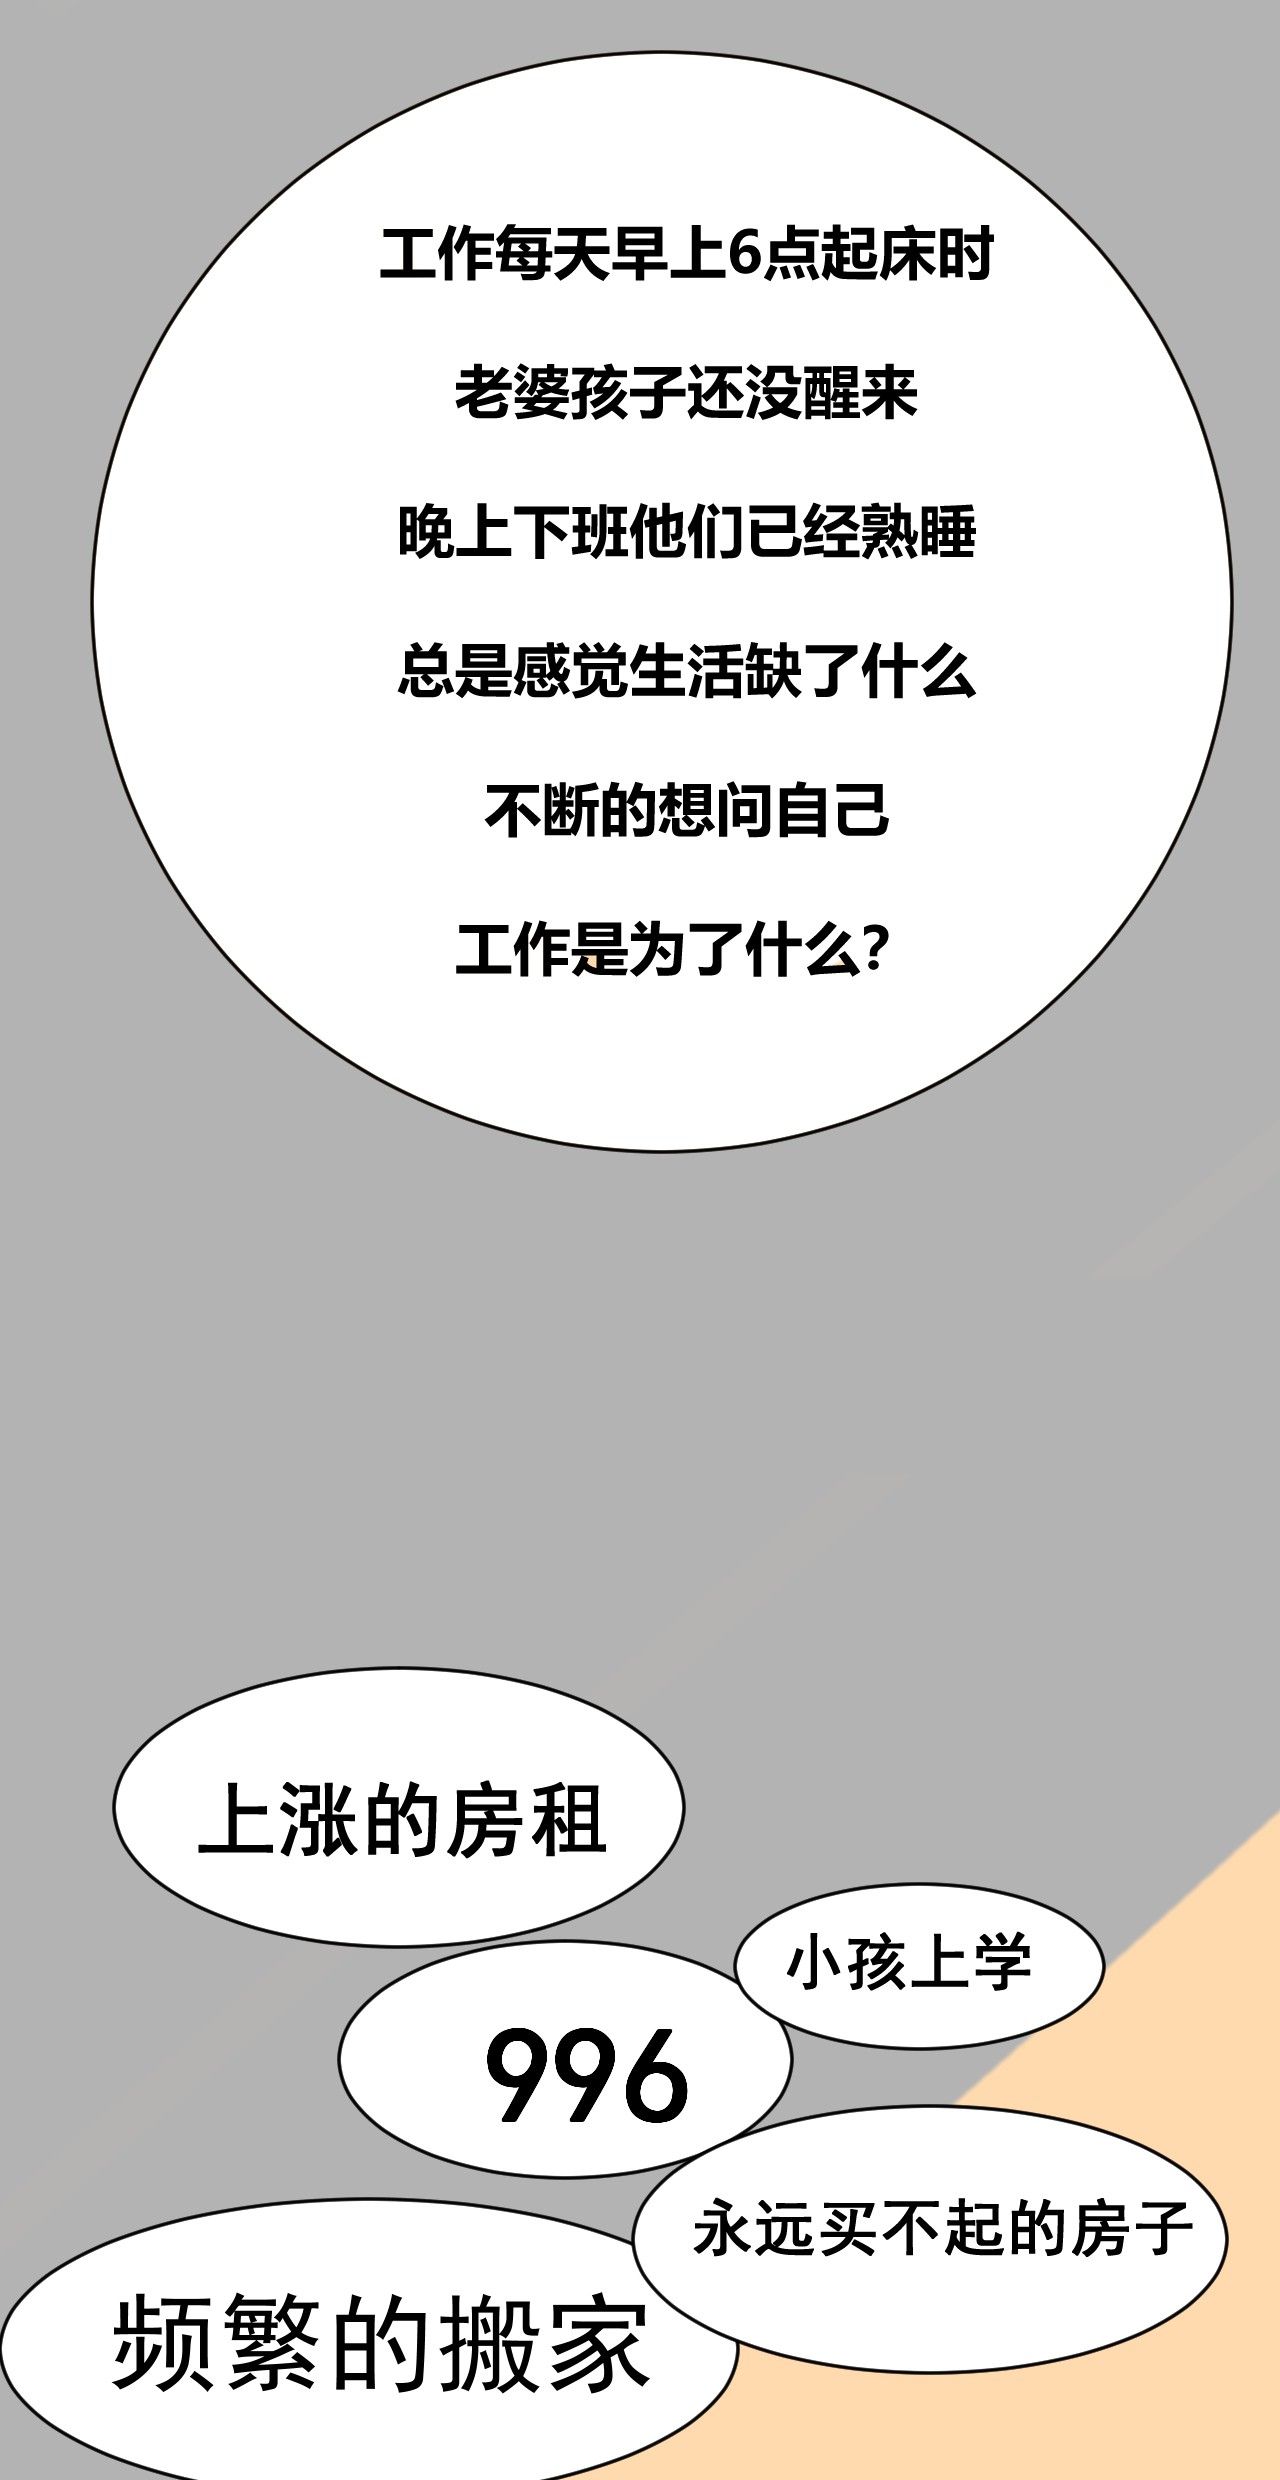 工作每天早上6点起床时
老婆孩子还没醒来
晚上下班他们已经熟睡
总是感觉生活缺了什么
不断的想问自己
工作是为了什么？
上涨的房租
小孩上学
996
永远买不起的房子
频繁的搬家